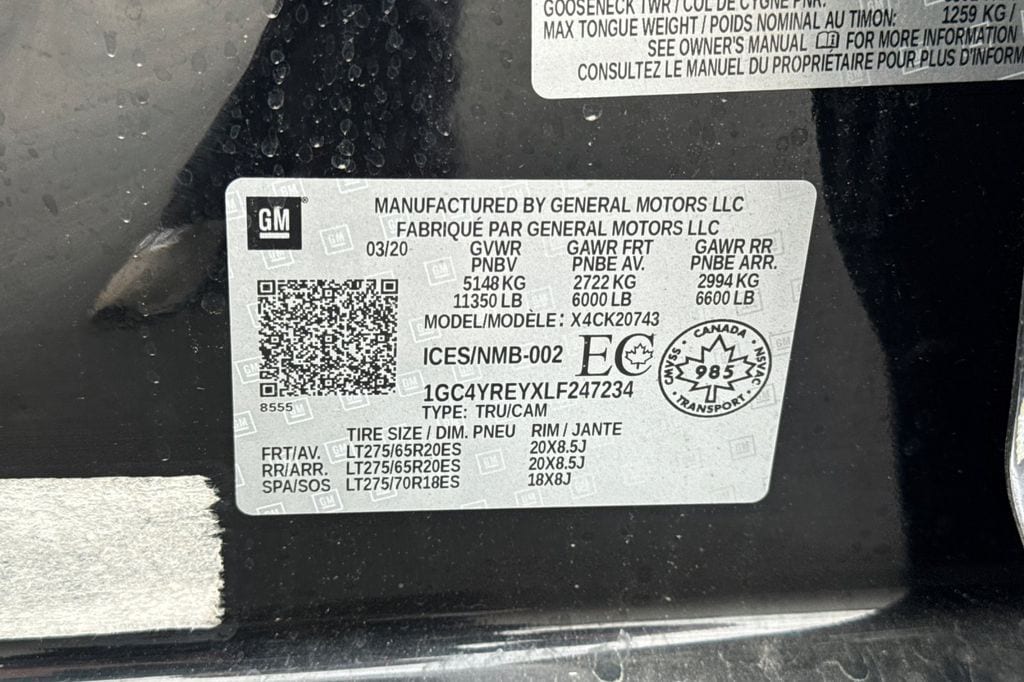 GOOSENECK TWR / COL DE CYGNE PNR:
MAX TONGUE WEIGHT / POIDS NOMINAL AU TIMON: 1259 KG /
SEE OWNER'S MANUAL FOR MORE INFORMATION
CONSULTEZ LE MANUEL DU PROPRIÉTAIRE POUR PLUS D'INFORM
GM
MANUFACTURED BY GENERAL MOTORS LLC
FABRIQUÉ PAR GENERAL MOTORS LLC
03/20 GVWR GAWR FRT GAWR RR
PNBV PNBE AV. PNBE ARR.
5148 KG 2722 KG 2994 KG
11350 LB 6000 LB 6600 LB
MODEL/MODÈLE: X4CK20743
ICES/NMB-002 EC
CANADA
CMVSS 985 NSVAC
TRANSPORT
1GC4YREYXLF247234
8555
TYPE: TRU/CAM
TIRE SIZE / DIM. PNEU RIM / JANTE
FRT/AV. LT275/65R20ES 20X8.5J
RR/ARR. LT275/65R20ES 20X8.5J
SPA/SOS LT275/70R18ES 18X8J